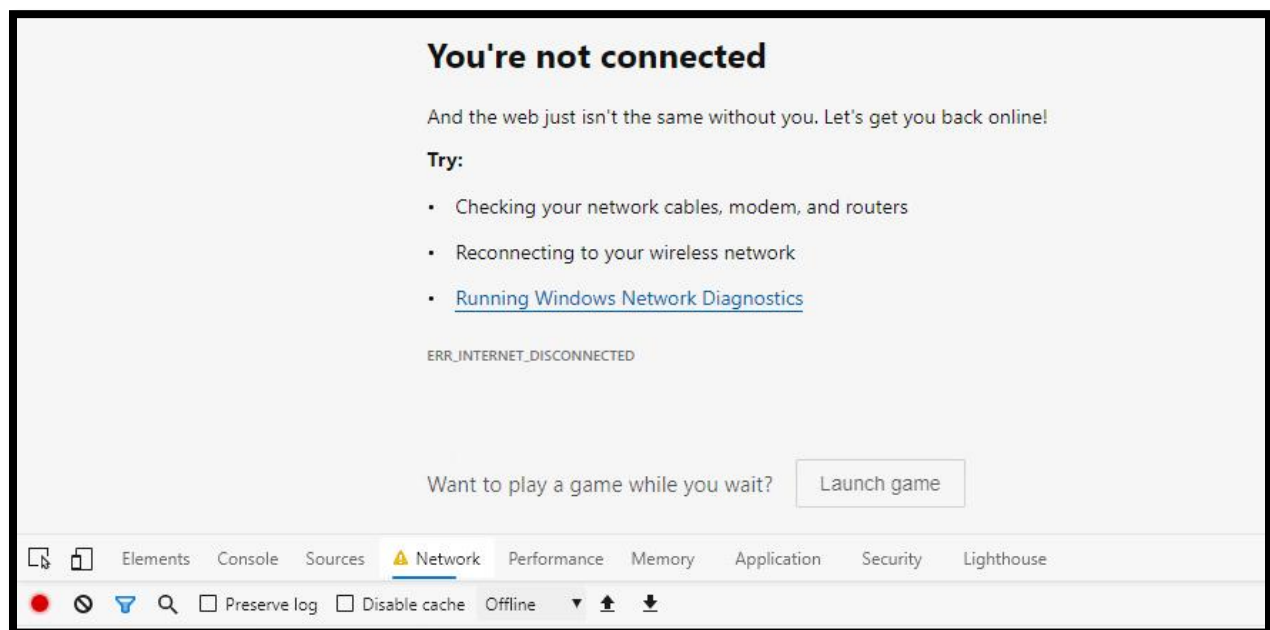 You're not connected
And the web just isn't the same without you. Let's get you back online!
Try:
• Checking your network cables, modem, and routers
• Reconnecting to your wireless network
• Running Windows Network Diagnostics
ERR_INTERNET_DISCONNECTED
Want to play a game while you wait? Launch game
Elements Console Sources Network Performance Memory Application Security Lighthouse
Preserve log Disable cache Offline